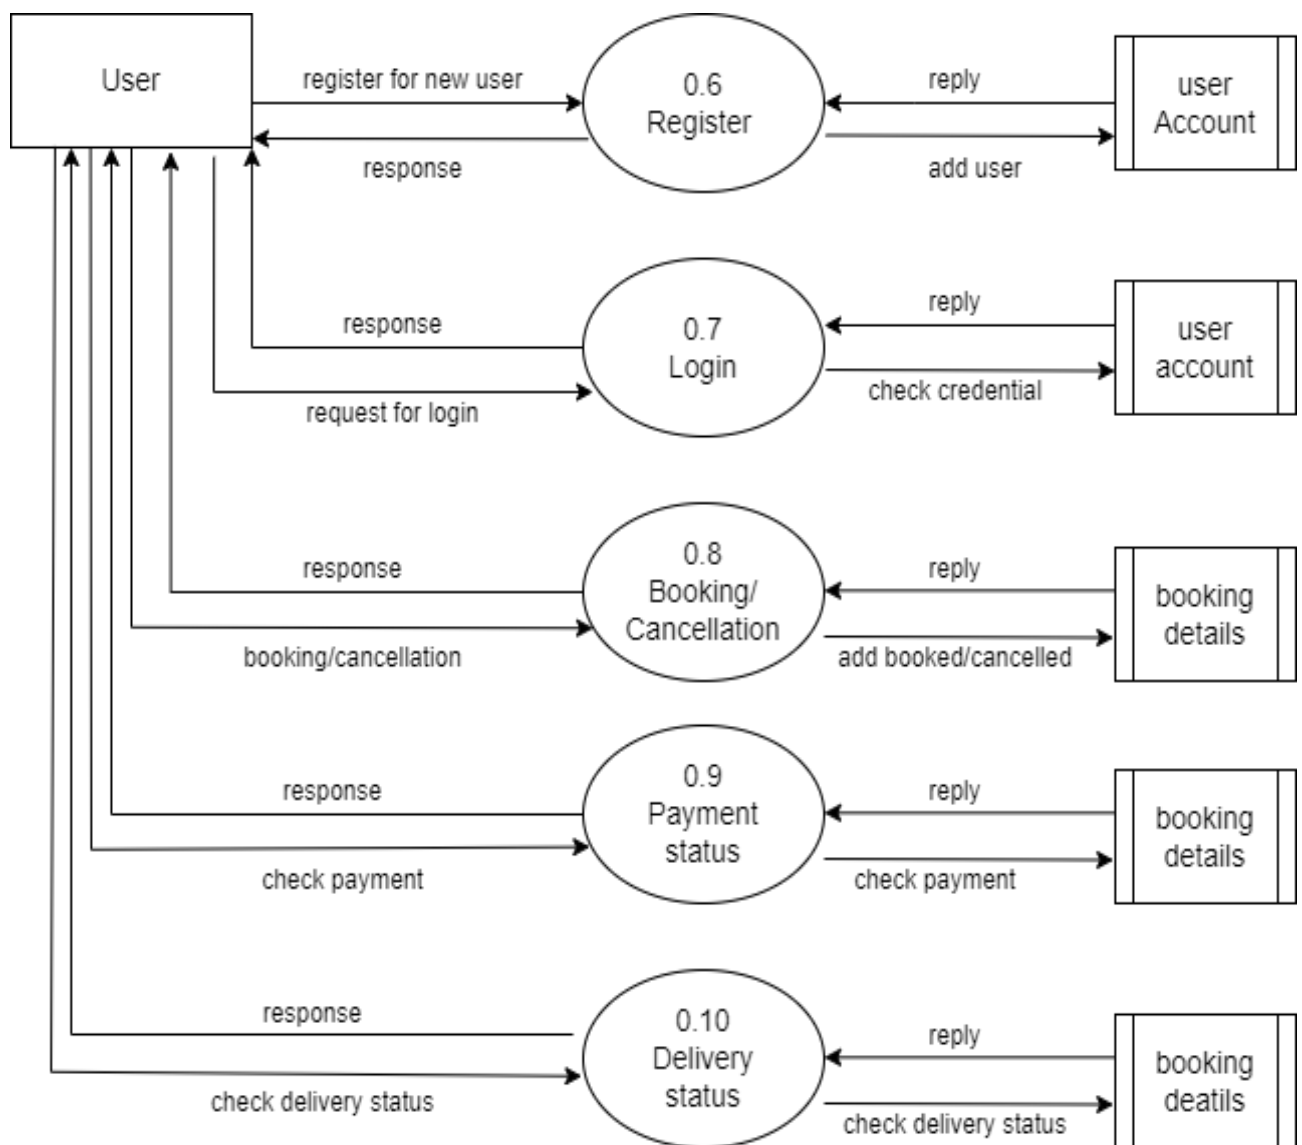 User
register for new user
response
0.6
Register
reply
add user
user
Account
response
request for login
0.7
Login
reply
check credential
user
account
response
booking/cancellation
0.8
Booking/
Cancellation
reply
add booked/cancelled
booking
details
response
check payment
0.9
Payment
status
reply
check payment
booking
details
response
check delivery status
0.10
Delivery
status
reply
check delivery status
booking
deatils